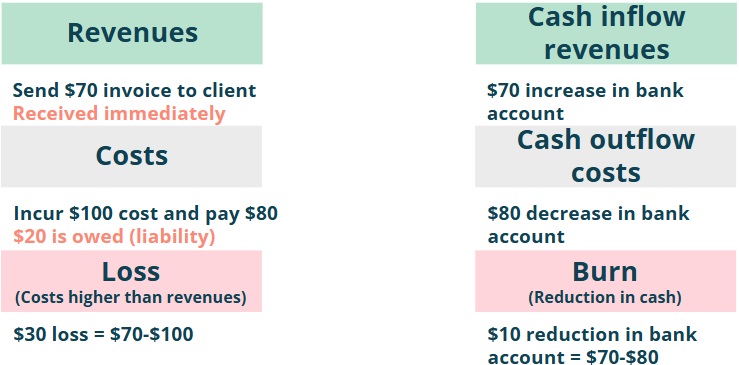 Revenues
Send $70 invoice to client
Received immediately
Costs
Incur $100 cost and pay $80
$20 is owed (liability)
Loss
(Costs higher than revenues)
$30 loss = $70-$100
Cash inflow
revenues
$70 increase in bank
account
Cash outflow
costs
$80 decrease in bank
account
Burn
(Reduction in cash)
$10 reduction in bank
account = $70-$80